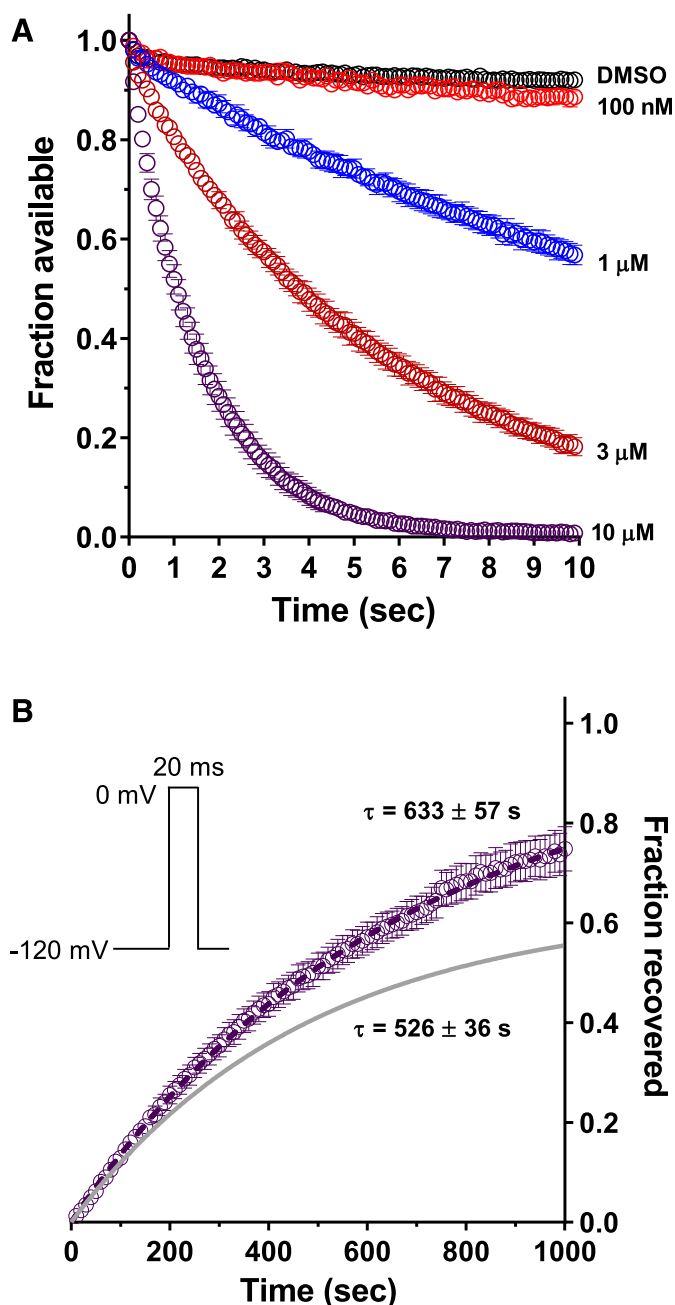 A
Fraction available
1.0
0.8
0.6
0.4
0.2
0.0
DMSO
100 nM
1 μM
3 μM
10 μM
0 1 2 3 4 5 6 7 8 9 10
Time (sec)
B
20 ms
0 mV
-120 mV
τ = 633 ± 57 s
τ = 526 ± 36 s
1.0
0.8
0.6
0.4
0.2
0.0
Fraction recovered
0 200 400 600 800 1000
Time (sec)